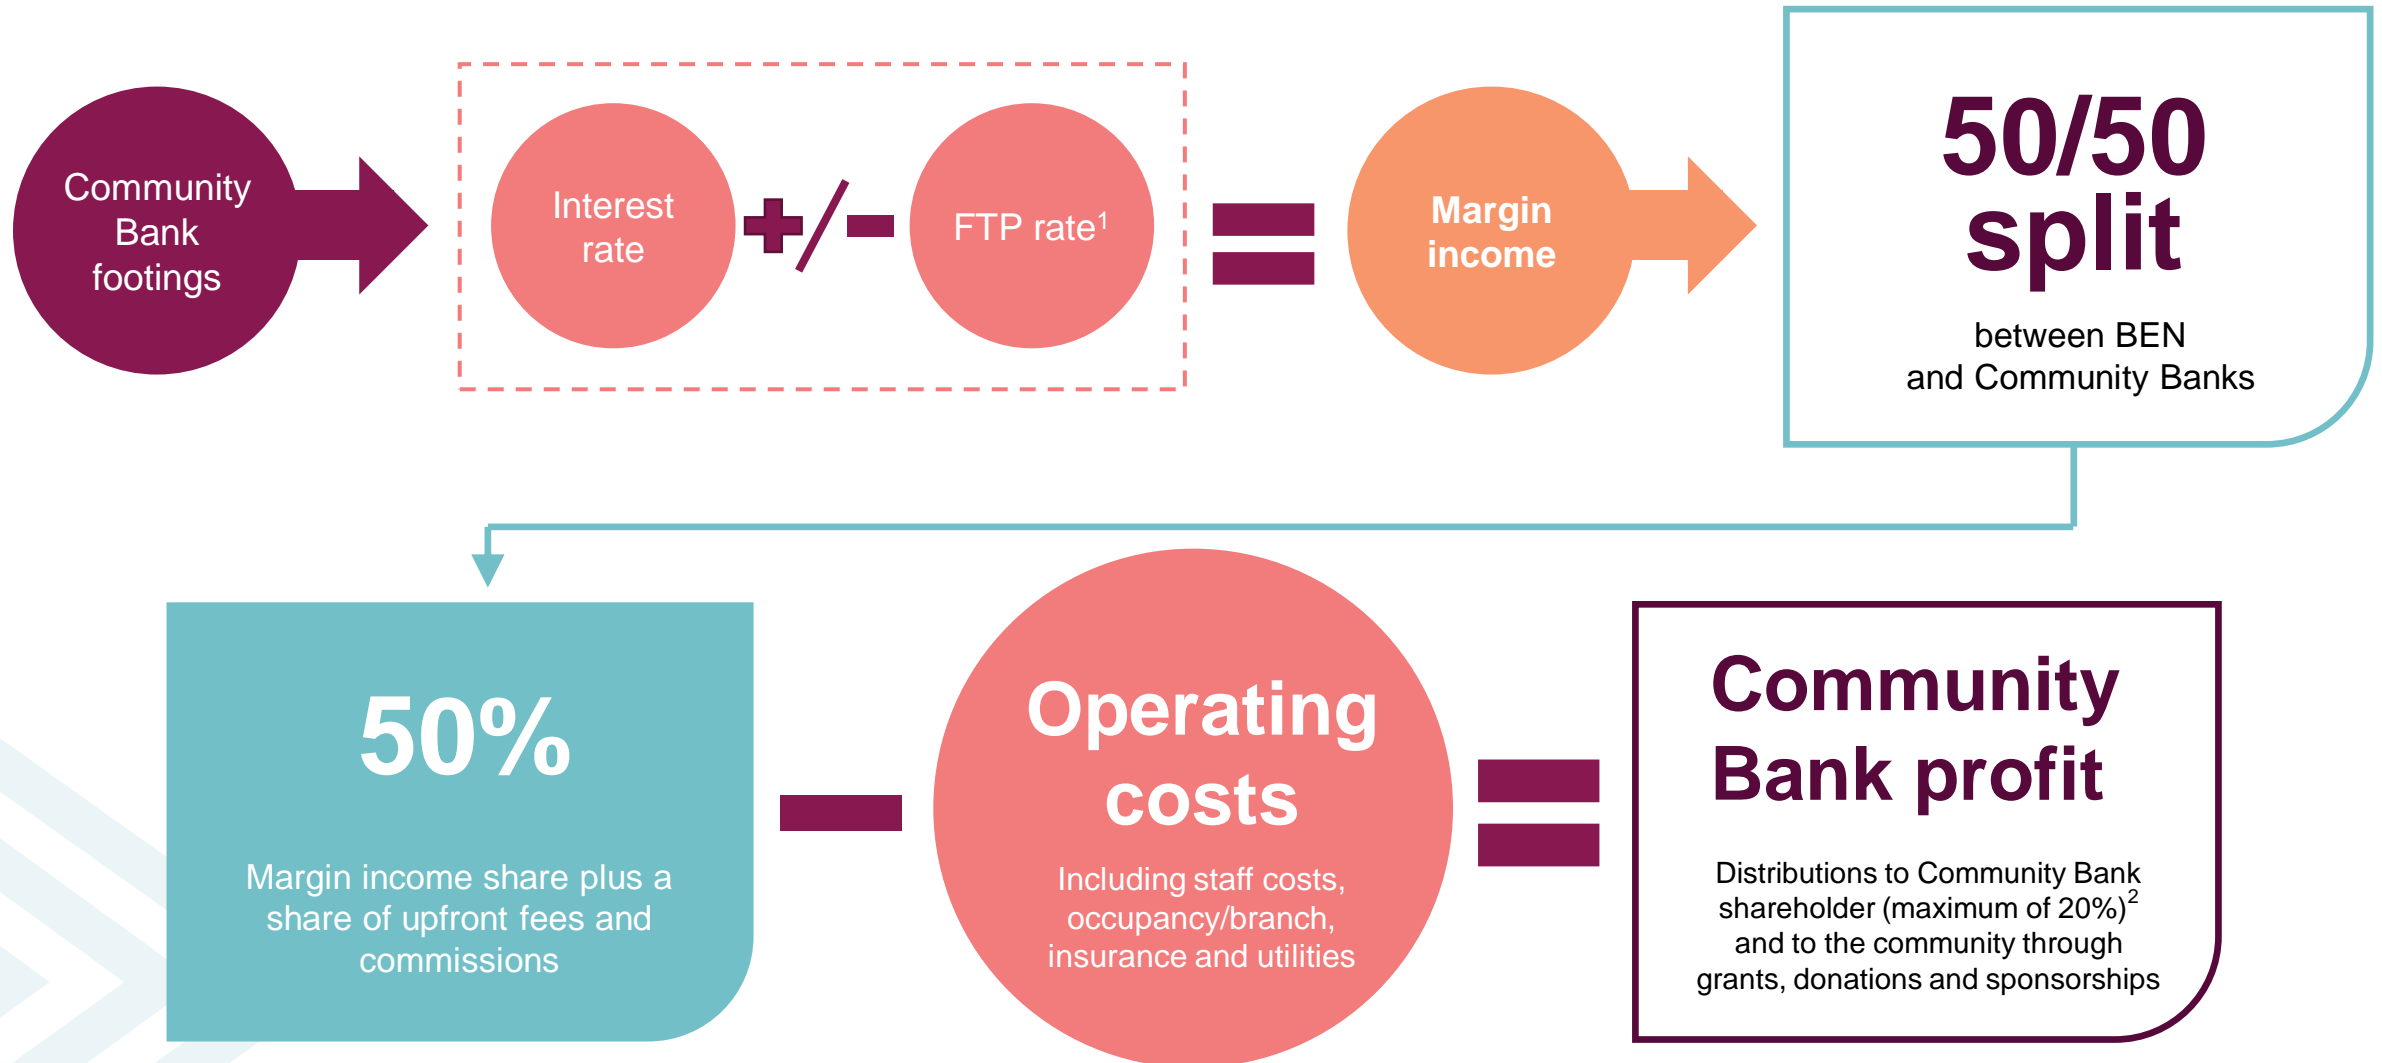 Community
Bank
footings
Interest
rate
+/-
FTP rate1
=
Margin
income
50/50
split
between BEN
and Community Banks
50%
Margin income share plus a
share of upfront fees and
commissions
-
Operating
costs
Including staff costs,
occupancy/branch,
insurance and utilities
=
Community
Bank profit
Distributions to Community Bank
shareholder (maximum of 20%)2
and to the community through
grants, donations and sponsorships